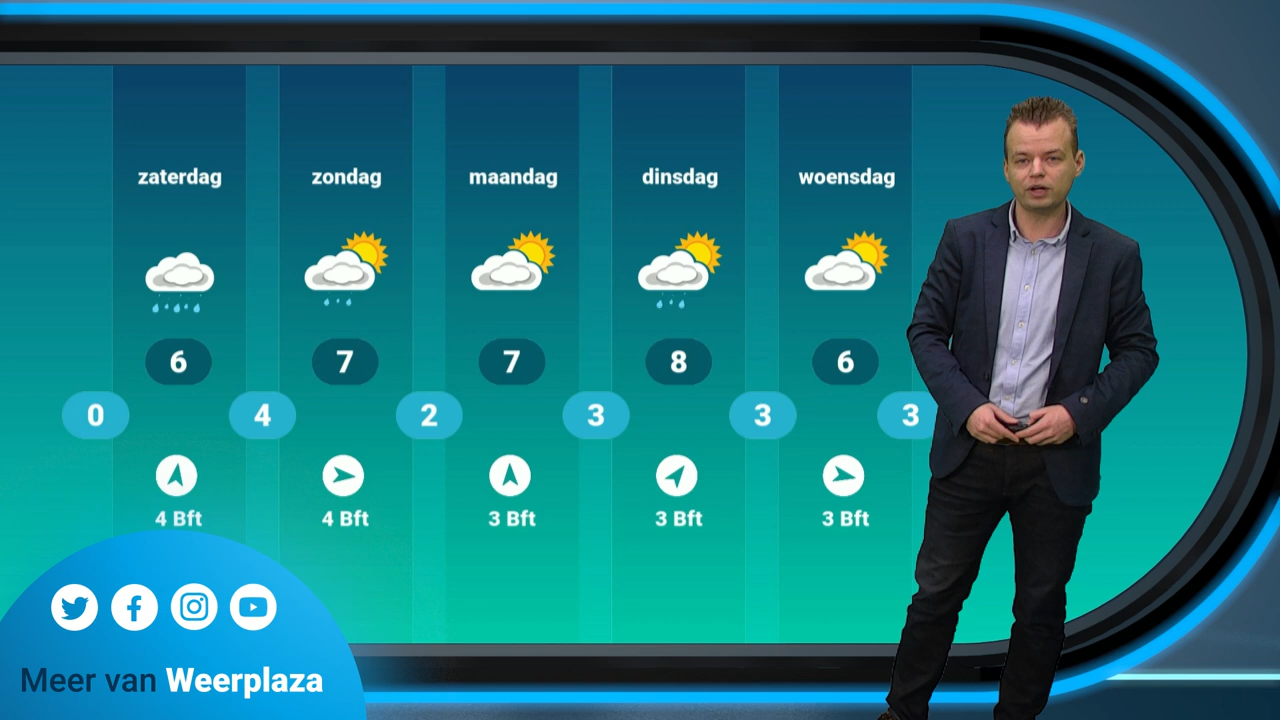 zaterdag zondag maandag dinsdag woensdag
6 7 7 8 6
0 4 2 3 3 3
4 Bft 4 Bft 3 Bft 3 Bft 3 Bft
Meer van Weerplaza